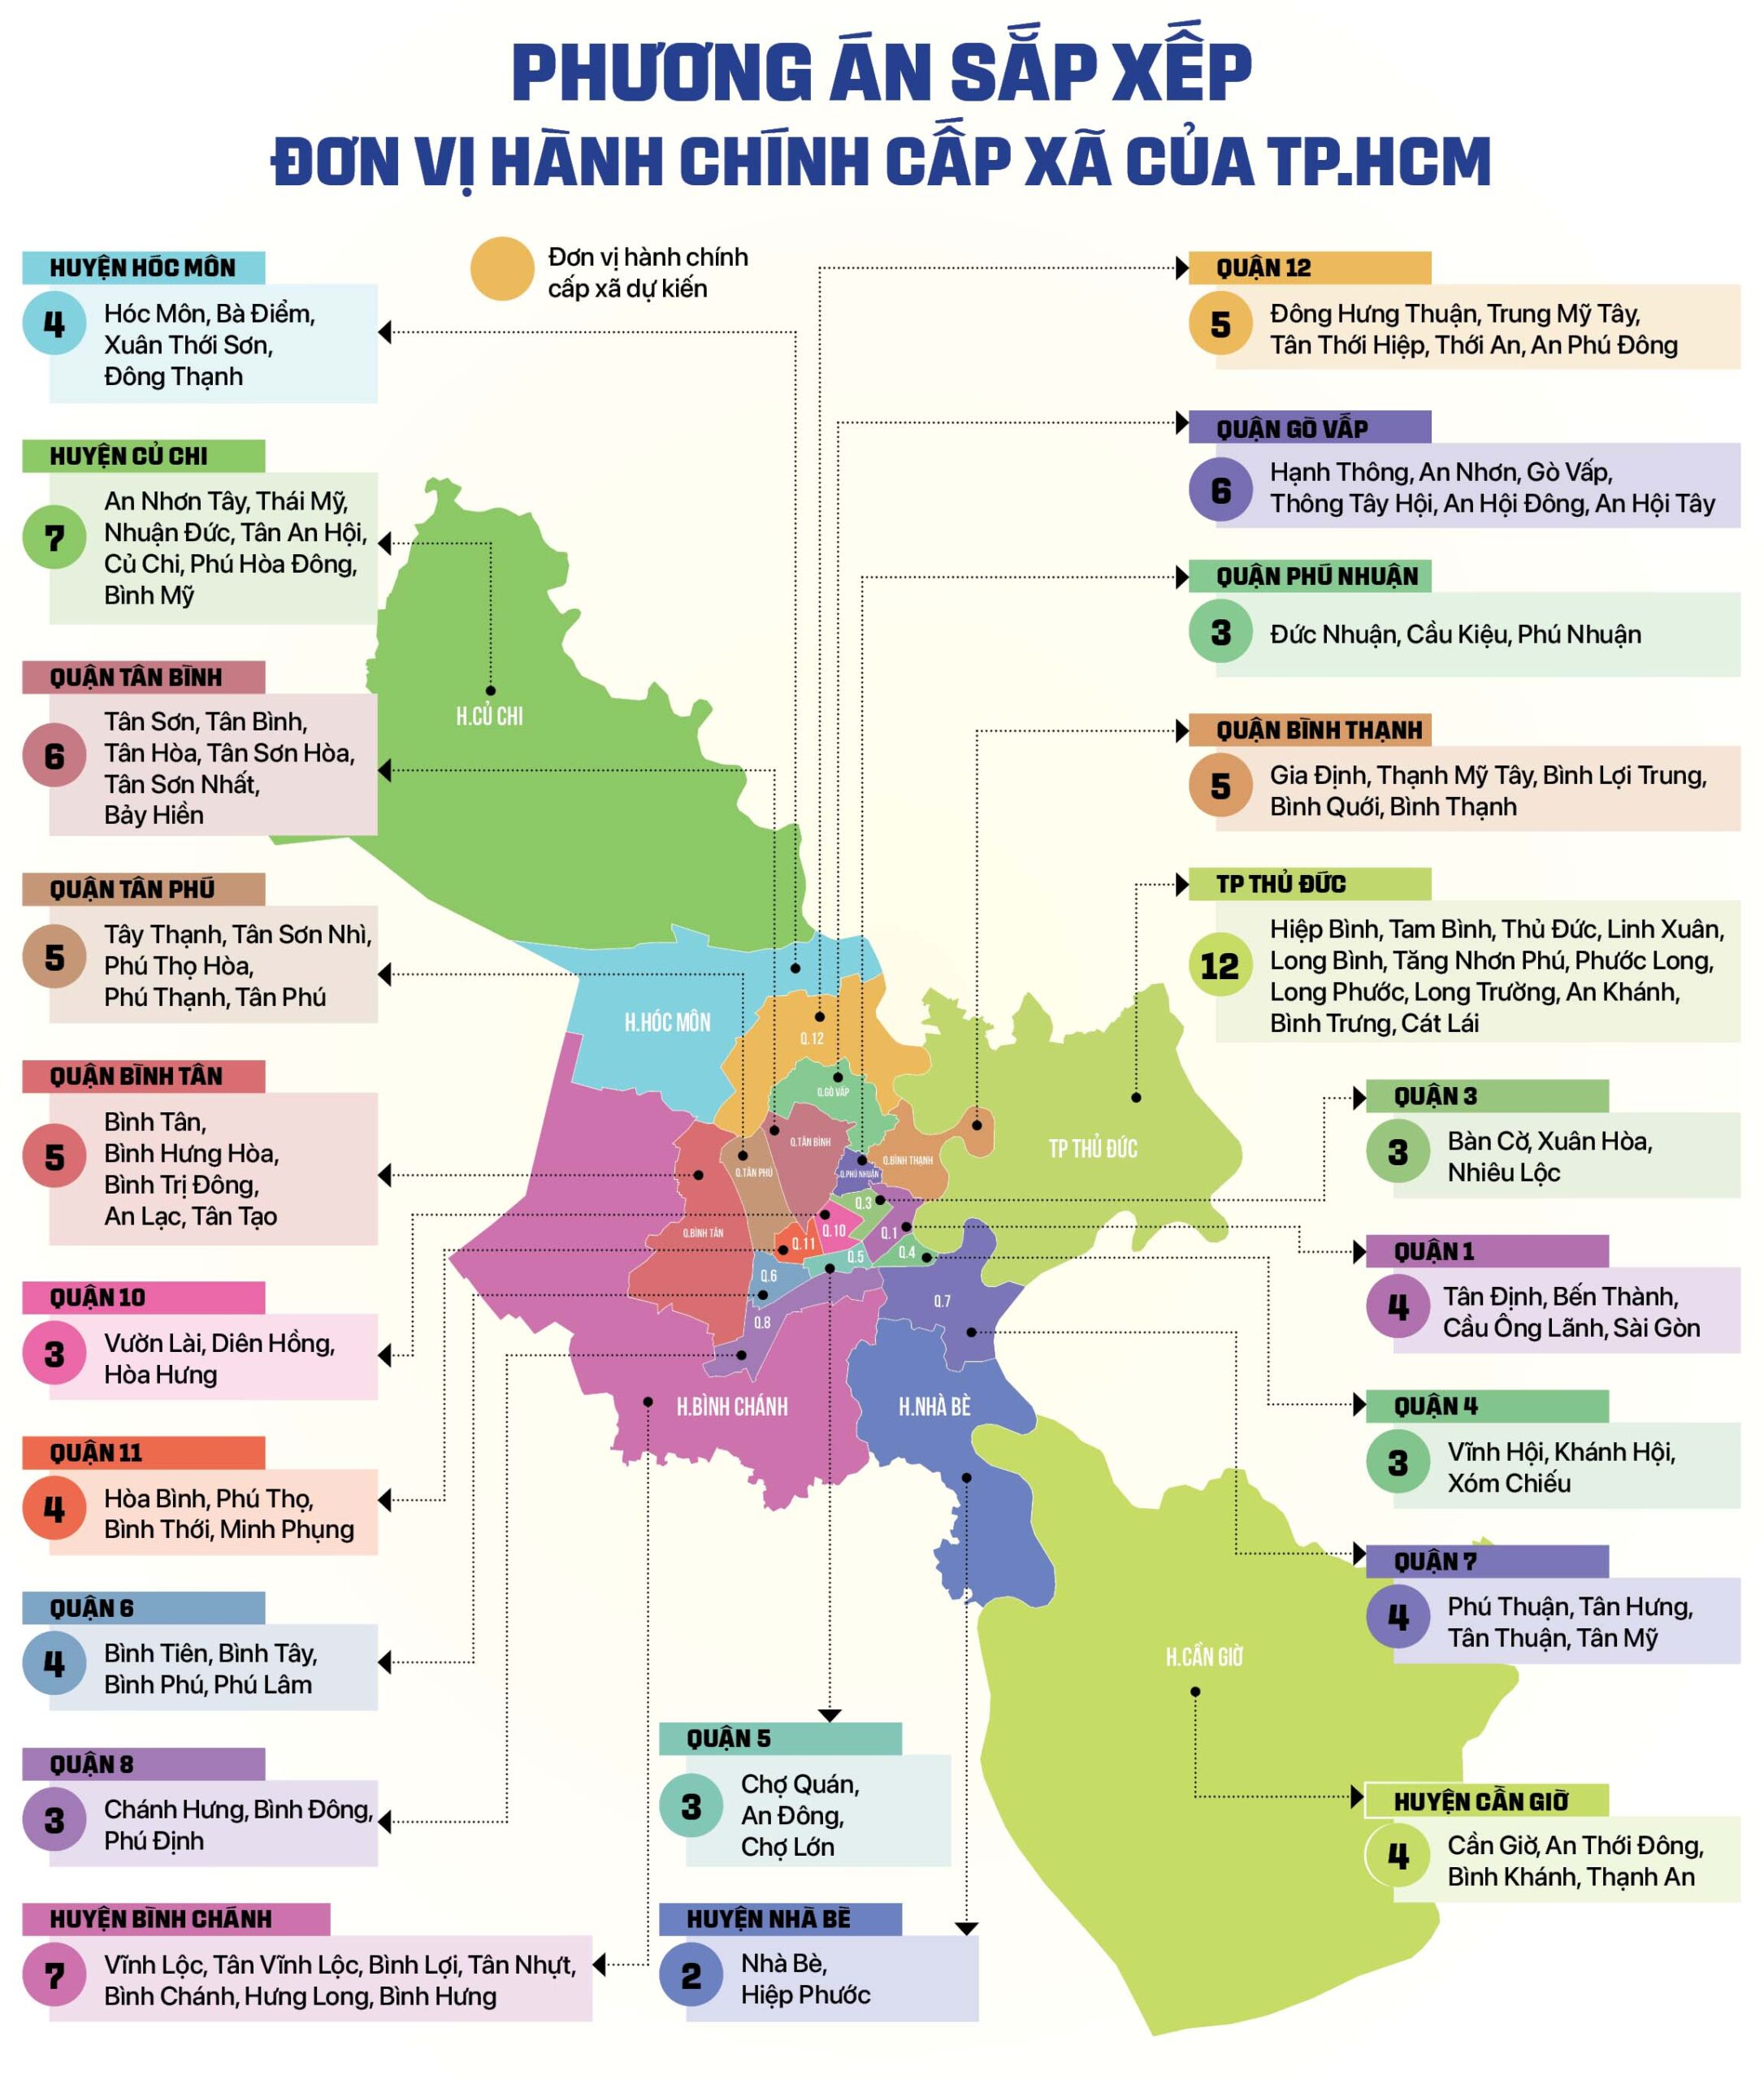 PHƯƠNG ÁN SẮP XẾP
ĐƠN VỊ HÀNH CHÍNH CẤP XÃ CỦA TP.HCM
Đơn vị hành chính
cấp xã dự kiến
HUYỆN HÓC MÔN
4
Hóc Môn, Bà Điểm,
Xuân Thới Sơn,
Đông Thạnh
HUYỆN CỦ CHI
7
An Nhơn Tây, Thái Mỹ,
Nhuận Đức, Tân An Hội,
Củ Chi, Phú Hòa Đông,
Bình Mỹ
QUẬN TÂN BÌNH
6
Tân Sơn, Tân Bình,
Tân Hòa, Tân Sơn Hòa,
Tân Sơn Nhất,
Bảy Hiền
QUẬN TÂN PHÚ
5
Tây Thạnh, Tân Sơn Nhì,
Phú Thọ Hòa,
Phú Thạnh, Tân Phú
QUẬN BÌNH TÂN
5
Bình Tân,
Bình Hưng Hòa,
Bình Trị Đông,
An Lạc, Tân Tạo
QUẬN 10
3
Vườn Lài, Diên Hồng,
Hòa Hưng
QUẬN 11
4
Hòa Bình, Phú Thọ,
Bình Thới, Minh Phụng
QUẬN 6
4
Bình Tiên, Bình Tây,
Bình Phú, Phú Lâm
QUẬN 8
3
Chánh Hưng, Bình Đông,
Phú Định
HUYỆN BÌNH CHÁNH
7
Vĩnh Lộc, Tân Vĩnh Lộc, Bình Lợi, Tân Nhựt,
Bình Chánh, Hưng Long, Bình Hưng
H.CỦ CHI
H.HÓC MÔN
Q.12
Q.GÒ VẤP
Q.TÂN BÌNH
Q.TÂN PHÚ
Q.PHÚ NHUẬN
Q.BÌNH THẠNH
TP THỦ ĐỨC
Q.BÌNH TÂN
Q.3
Q.10
Q.1
Q.11
Q.5
Q.4
Q.6
Q.7
Q.8
H.BÌNH CHÁNH
H.NHÀ BÈ
H.CẦN GIỜ
QUẬN 5
3
Chợ Quán,
An Đông,
Chợ Lớn
HUYỆN NHÀ BÈ
2
Nhà Bè,
Hiệp Phước
QUẬN 12
5
Đông Hưng Thuận, Trung Mỹ Tây,
Tân Thới Hiệp, Thới An, An Phú Đông
QUẬN GÒ VẤP
6
Hạnh Thông, An Nhơn, Gò Vấp,
Thông Tây Hội, An Hội Đông, An Hội Tây
QUẬN PHÚ NHUẬN
3
Đức Nhuận, Cầu Kiệu, Phú Nhuận
QUẬN BÌNH THẠNH
5
Gia Định, Thạnh Mỹ Tây, Bình Lợi Trung,
Bình Quới, Bình Thạnh
TP THỦ ĐỨC
12
Hiệp Bình, Tam Bình, Thủ Đức, Linh Xuân,
Long Bình, Tăng Nhơn Phú, Phước Long,
Long Phước, Long Trường, An Khánh,
Bình Trưng, Cát Lái
QUẬN 3
3
Bàn Cờ, Xuân Hòa,
Nhiêu Lộc
QUẬN 1
4
Tân Định, Bến Thành,
Cầu Ông Lãnh, Sài Gòn
QUẬN 4
3
Vĩnh Hội, Khánh Hội,
Xóm Chiếu
QUẬN 7
4
Phú Thuận, Tân Hưng,
Tân Thuận, Tân Mỹ
HUYỆN CẦN GIỜ
4
Cần Giờ, An Thới Đông,
Bình Khánh, Thạnh An